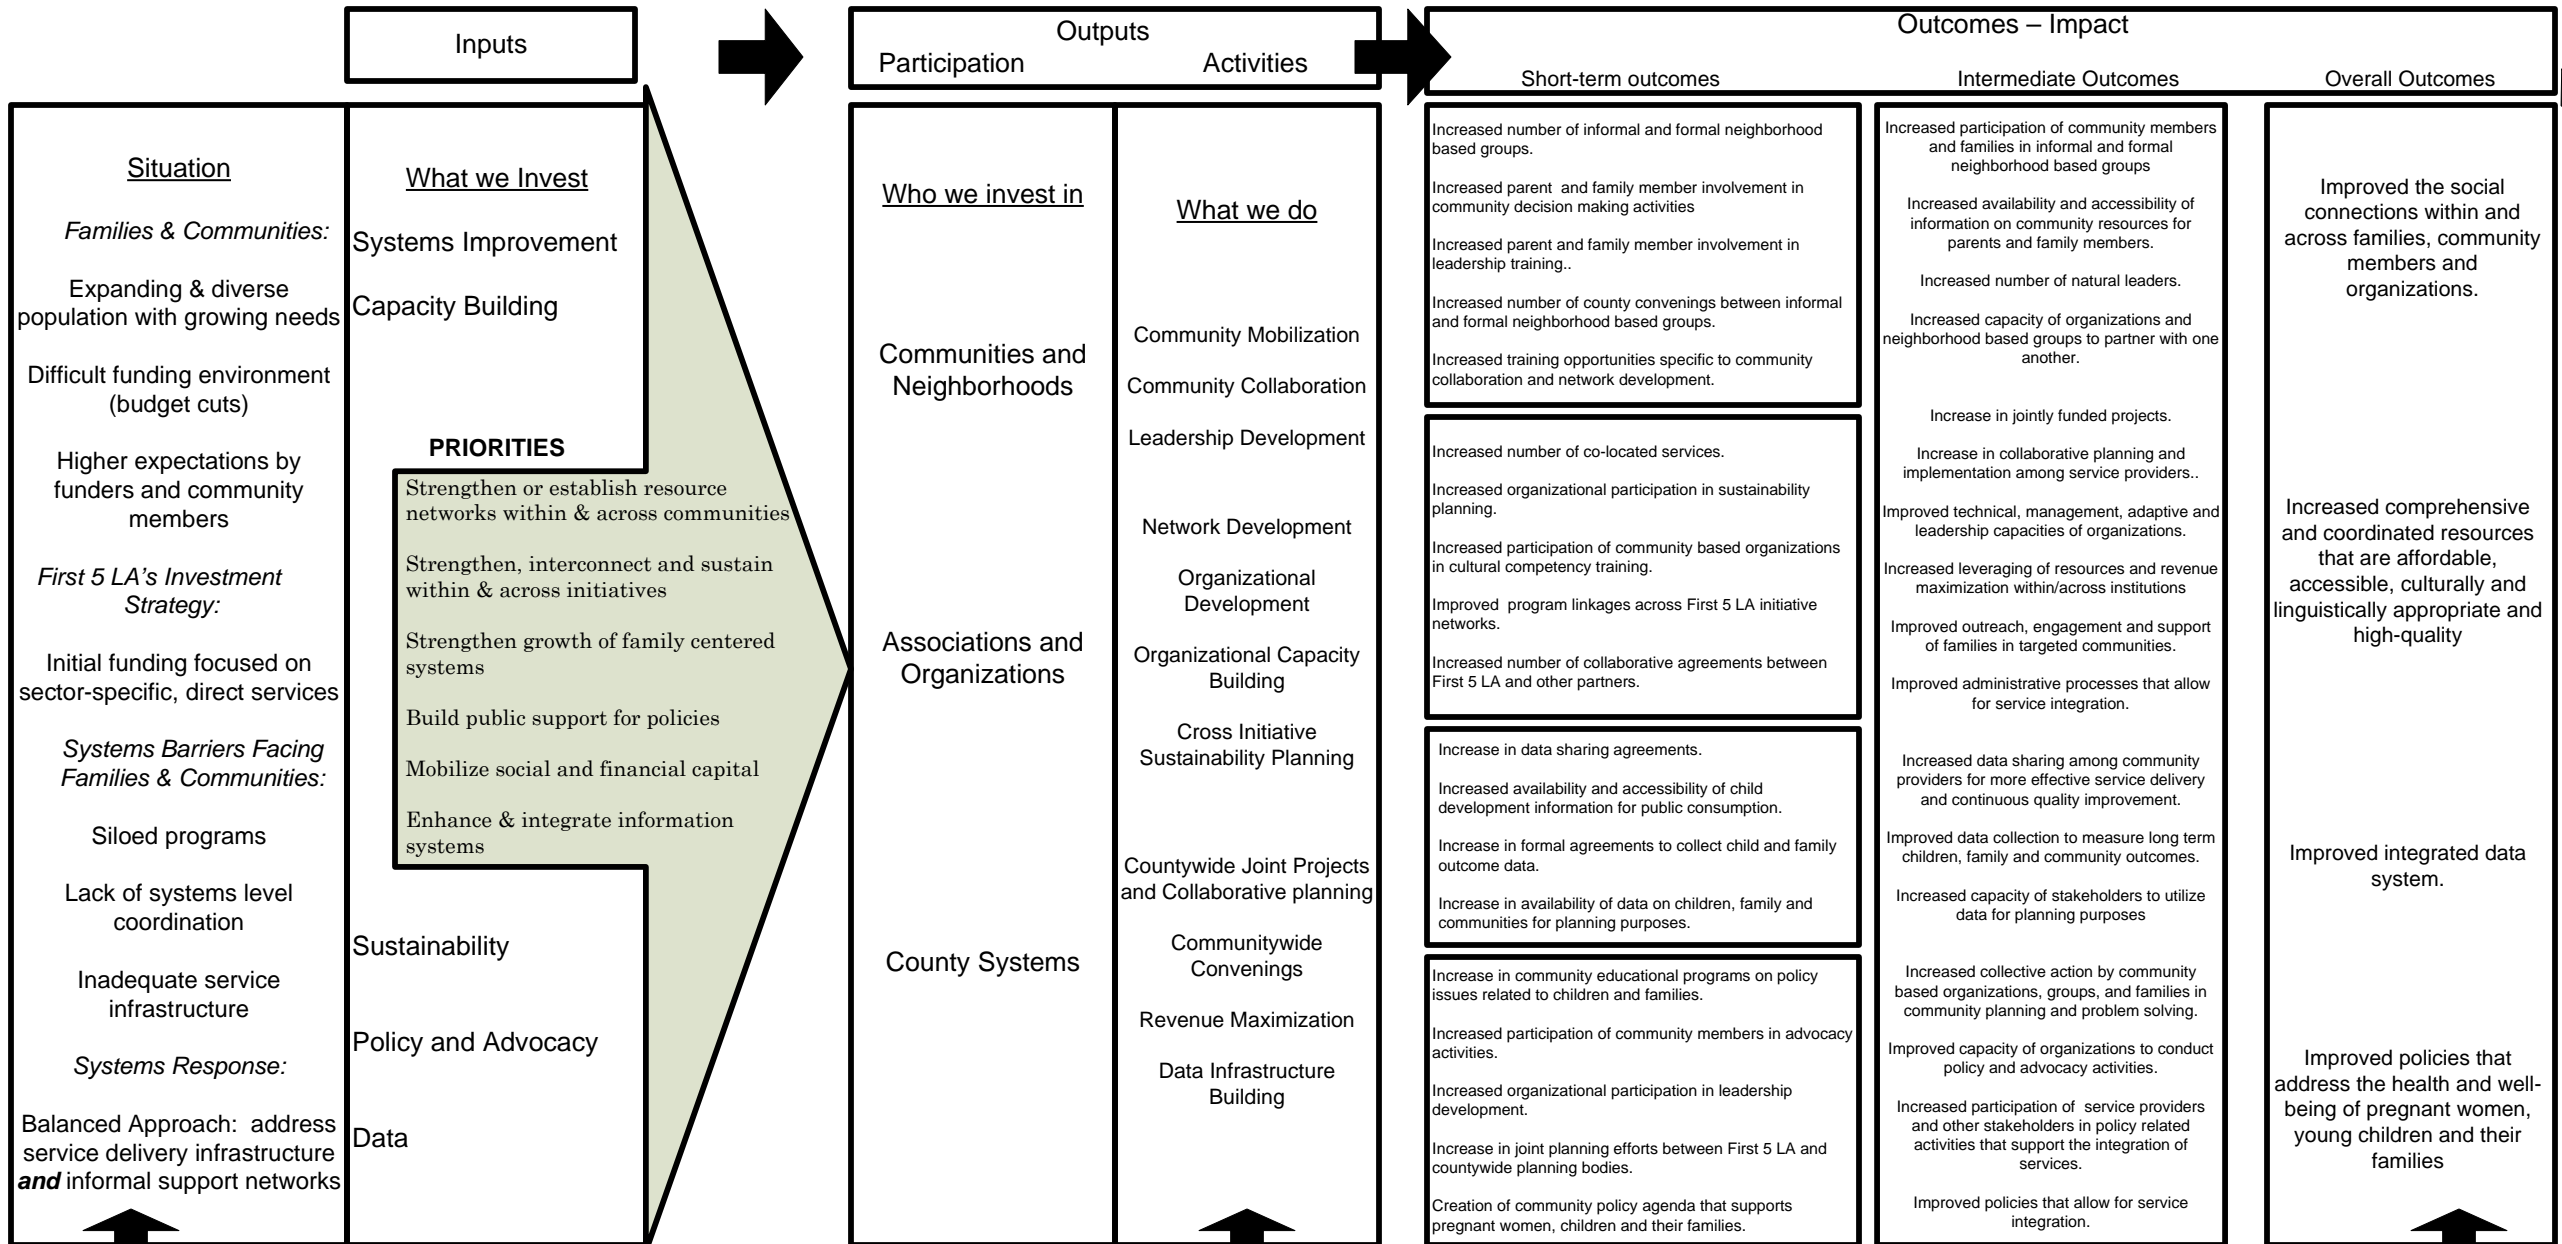 Inputs
Outputs
Participation
Activities
Outcomes – Impact
Short-term outcomes
Intermediate Outcomes
Overall Outcomes
Situation
Families & Communities:
Expanding & diverse
population with growing needs
Difficult funding environment
(budget cuts)
Higher expectations by
funders and community
members
First 5 LA’s Investment
Strategy:
Initial funding focused on
sector-specific, direct services
Systems Barriers Facing
Families & Communities:
Siloed programs
Lack of systems level
coordination
Inadequate service
infrastructure
Systems Response:
Balanced Approach: address
service delivery infrastructure
and informal support networks
What we Invest
Systems Improvement
Capacity Building
PRIORITIES
Strengthen or establish resource
networks within & across communities
Strengthen, interconnect and sustain
within & across initiatives
Strengthen growth of family centered
systems
Build public support for policies
Mobilize social and financial capital
Enhance & integrate information
systems
Sustainability
Policy and Advocacy
Data
Who we invest in
Communities and
Neighborhoods
Associations and
Organizations
County Systems
What we do
Community Mobilization
Community Collaboration
Leadership Development
Network Development
Organizational
Development
Organizational Capacity
Building
Cross Initiative
Sustainability Planning
Countywide Joint Projects
and Collaborative planning
Communitywide
Convenings
Revenue Maximization
Data Infrastructure
Building
Increased number of informal and formal neighborhood
based groups.
Increased parent and family member involvement in
community decision making activities
Increased parent and family member involvement in
leadership training..
Increased number of county convenings between informal
and formal neighborhood based groups.
Increased training opportunities specific to community
collaboration and network development.
Increased number of co-located services.
Increased organizational participation in sustainability
planning.
Increased participation of community based organizations
in cultural competency training.
Improved program linkages across First 5 LA initiative
networks.
Increased number of collaborative agreements between
First 5 LA and other partners.
Increase in data sharing agreements.
Increased availability and accessibility of child
development information for public consumption.
Increase in formal agreements to collect child and family
outcome data.
Increase in availability of data on children, family and
communities for planning purposes.
Increase in community educational programs on policy
issues related to children and families.
Increased participation of community members in advocacy
activities.
Increased organizational participation in leadership
development.
Increase in joint planning efforts between First 5 LA and
countywide planning bodies.
Creation of community policy agenda that supports
pregnant women, children and their families.
Increased participation of community members
and families in informal and formal
neighborhood based groups
Increased availability and accessibility of
information on community resources for
parents and family members.
Increased number of natural leaders.
Increased capacity of organizations and
neighborhood based groups to partner with one
another.
Increase in jointly funded projects.
Increase in collaborative planning and
implementation among service providers..
Improved technical, management, adaptive and
leadership capacities of organizations.
Increased leveraging of resources and revenue
maximization within/across institutions
Improved outreach, engagement and support
of families in targeted communities.
Improved administrative processes that allow
for service integration.
Increased data sharing among community
providers for more effective service delivery
and continuous quality improvement.
Improved data collection to measure long term
children, family and community outcomes.
Increased capacity of stakeholders to utilize
data for planning purposes
Increased collective action by community
based organizations, groups, and families in
community planning and problem solving.
Improved capacity of organizations to conduct
policy and advocacy activities.
Increased participation of service providers
and other stakeholders in policy related
activities that support the integration of
services.
Improved policies that allow for service
integration.
Improved the social
connections within and
across families, community
members and
organizations.
Increased comprehensive
and coordinated resources
that are affordable,
accessible, culturally and
linguistically appropriate and
high-quality
Improved integrated data
system.
Improved policies that
address the health and well-
being of pregnant women,
young children and their
families